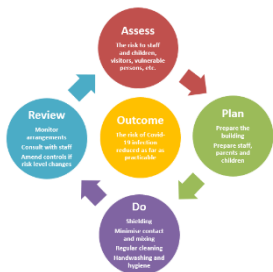 Assess
The risk to staff
and children,
visitors, vulnerable
persons, etc.
Plan
Prepare the
building
Prepare staff,
parents and
children
Outcome
The risk of Covid-
19 infection
reduced as far as
practicable
Review
Monitor
arrangements
Consult with staff
Amend controls if
risk level changes
Do
Shielding
Minimise contact
and mixing
Regular cleaning
Handwashing and
hygiene